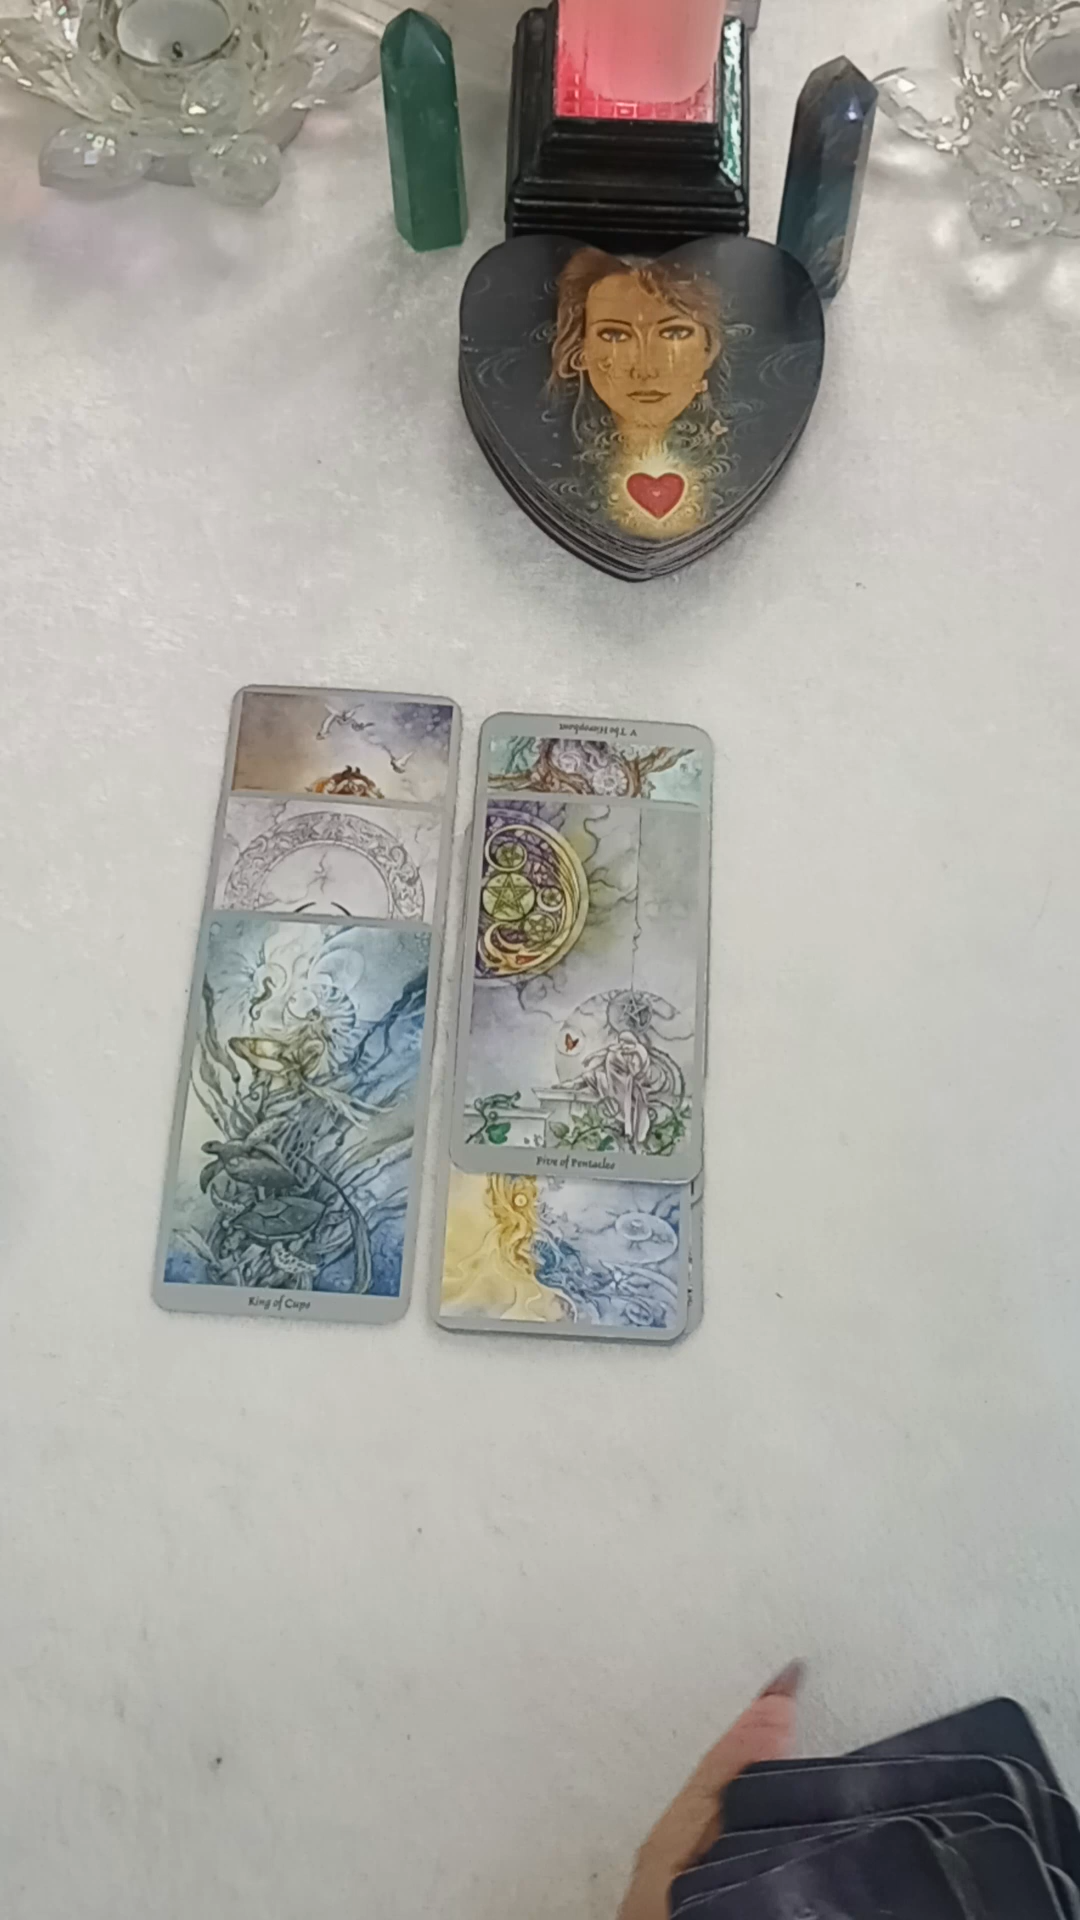 V The Hierophant
Five of Pentacles
King of Cups